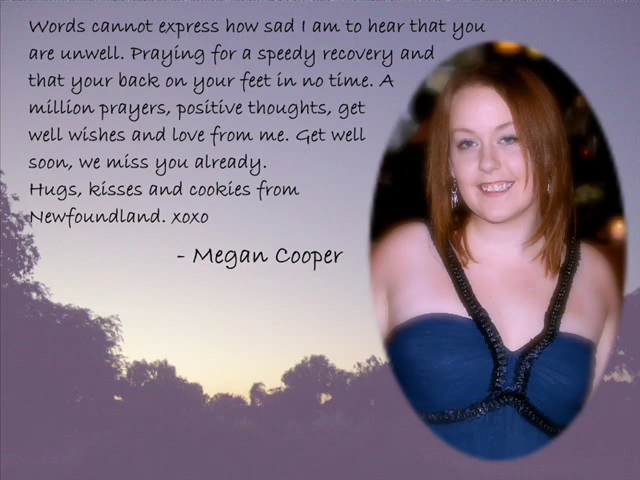 Words cannot express how sad I am to hear that you
are unwell. Praying for a speedy recovery and
that your back on your feet in no time. A
million prayers, positive thoughts, get
well wishes and love from me. Get well
soon, we miss you already.
Hugs, kisses and cookies from
Newfoundland. xoxo
- Megan Cooper